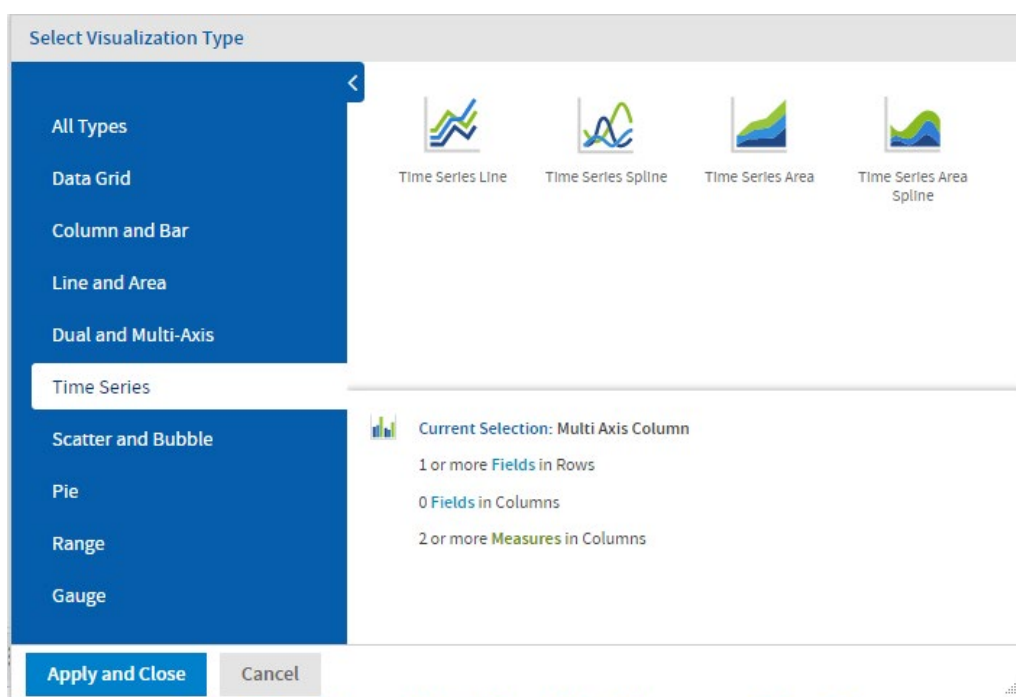 Select Visualization Type
All Types
Data Grid
Column and Bar
Line and Area
Dual and Multi-Axis
Time Series
Scatter and Bubble
Pie
Range
Gauge
Time Series Line
Time Series Spline
Time Series Area
Time Series Area
Spline
Current Selection: Multi Axis Column
1 or more Fields in Rows
0 Fields in Columns
2 or more Measures in Columns
Apply and Close
Cancel